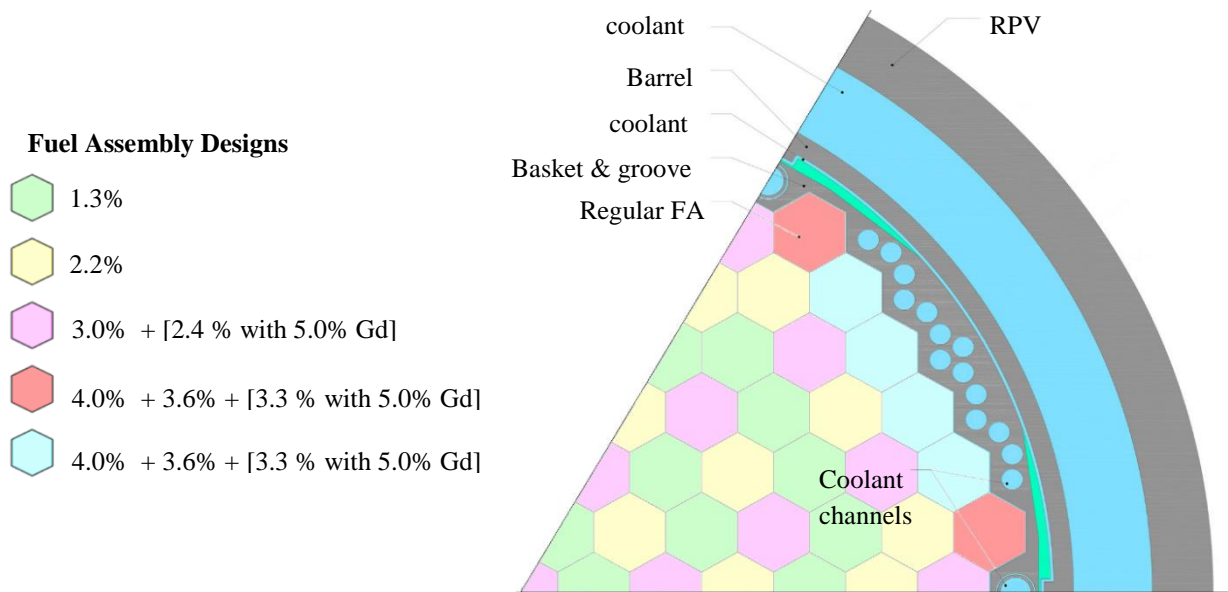 Fuel Assembly Designs
1.3%
2.2%
3.0% + [2.4 % with 5.0% Gd]
4.0% + 3.6% + [3.3 % with 5.0% Gd]
4.0% + 3.6% + [3.3 % with 5.0% Gd]
coolant
RPV
Barrel
coolant
Basket & groove
Regular FA
Coolant
channels